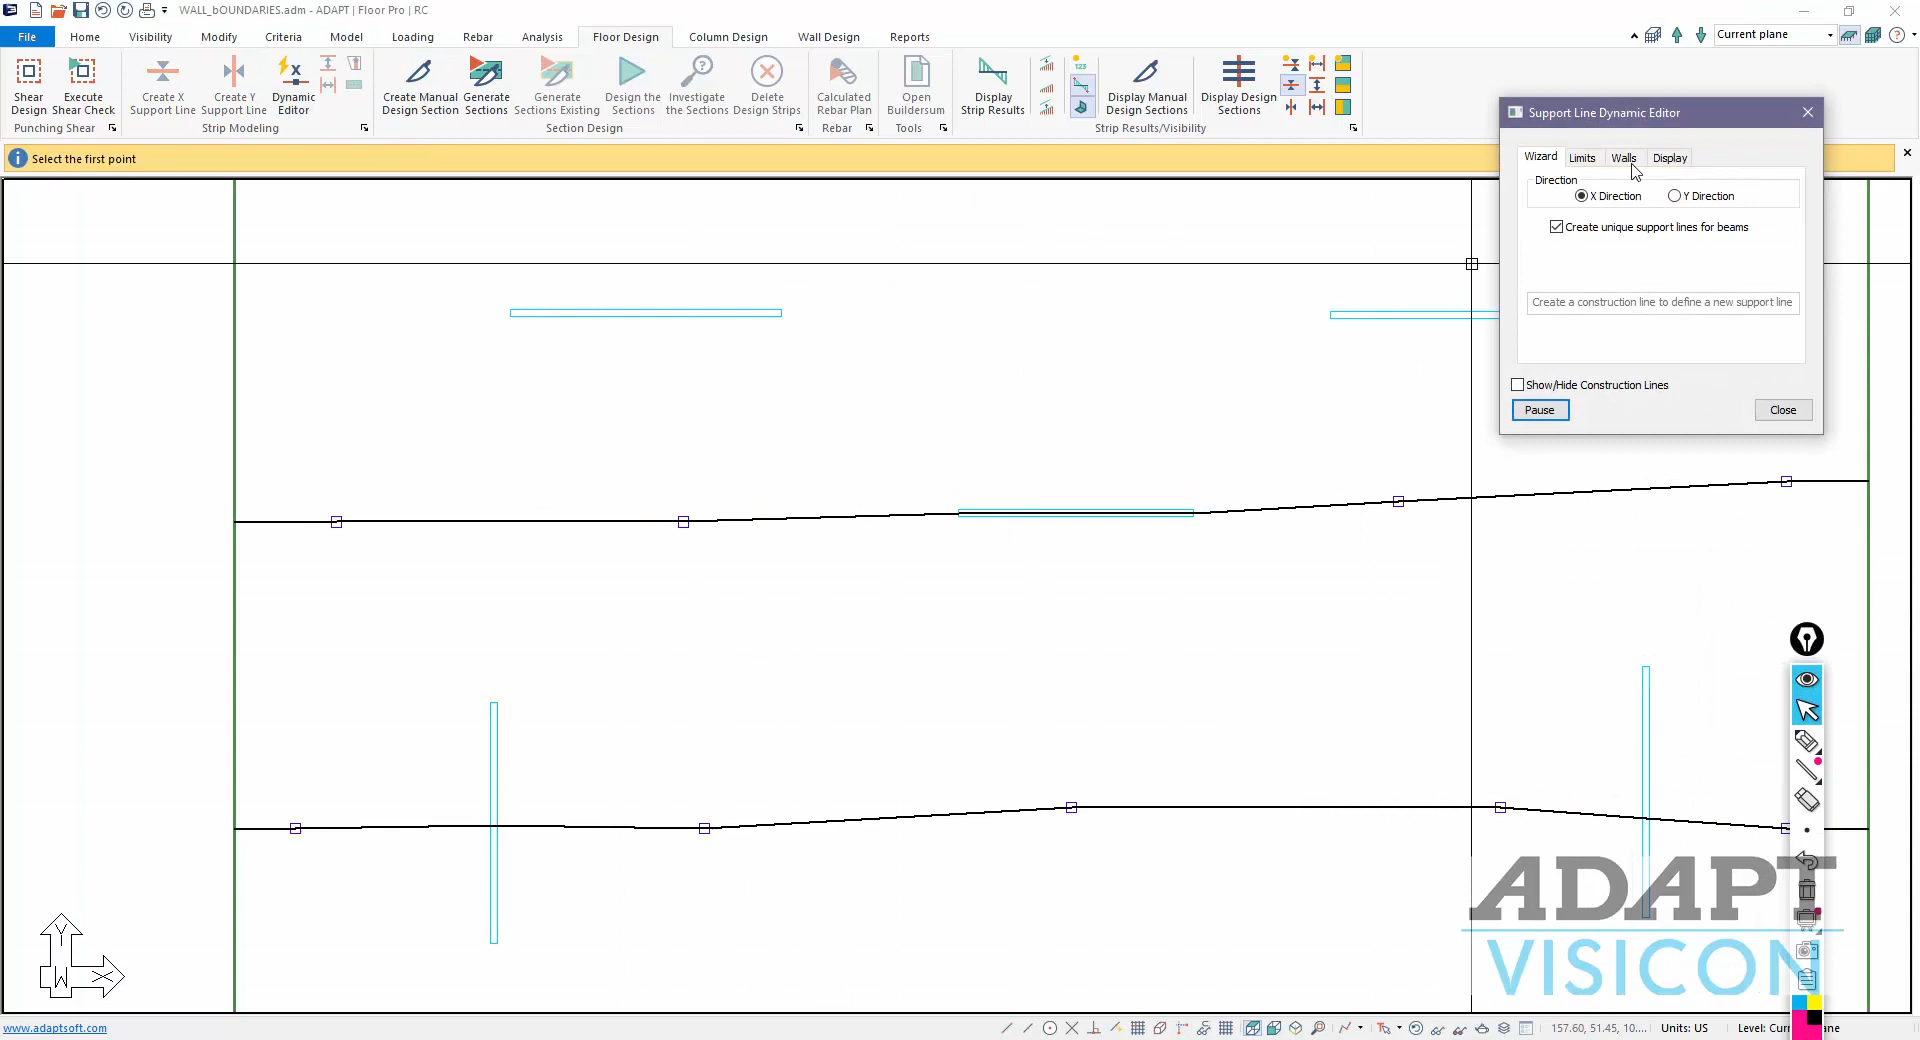 WALL_bOUNDARIES.adm - ADAPT | Floor Pro | RC
File Home Visibility Modify Criteria Model Loading Rebar Analysis Floor Design Column Design Wall Design Reports
Current plane
Shear Design
Execute Shear Check
Punching Shear
Create X Support Line
Create Y Support Line
Dynamic Editor
Strip Modeling
Create Manual Design Section
Generate Sections
Generate Sections Existing
Design the Sections
Investigate the Sections
Delete Design Strips
Section Design
Calculated Rebar Plan
Rebar
Open Buildersum
Tools
Display Strip Results
123
Display Manual Design Sections
Display Design Sections
Strip Results/Visibility
Select the first point
Support Line Dynamic Editor
Wizard Limits Walls Display
Direction
X Direction Y Direction
Create unique support lines for beams
Create a construction line to define a new support line
Show/Hide Construction Lines
Pause Close
Y
W X
ADAPT
VISICON
www.adaptsoft.com
157.60, 51.45, 10.... Units: US Level: Curr ane